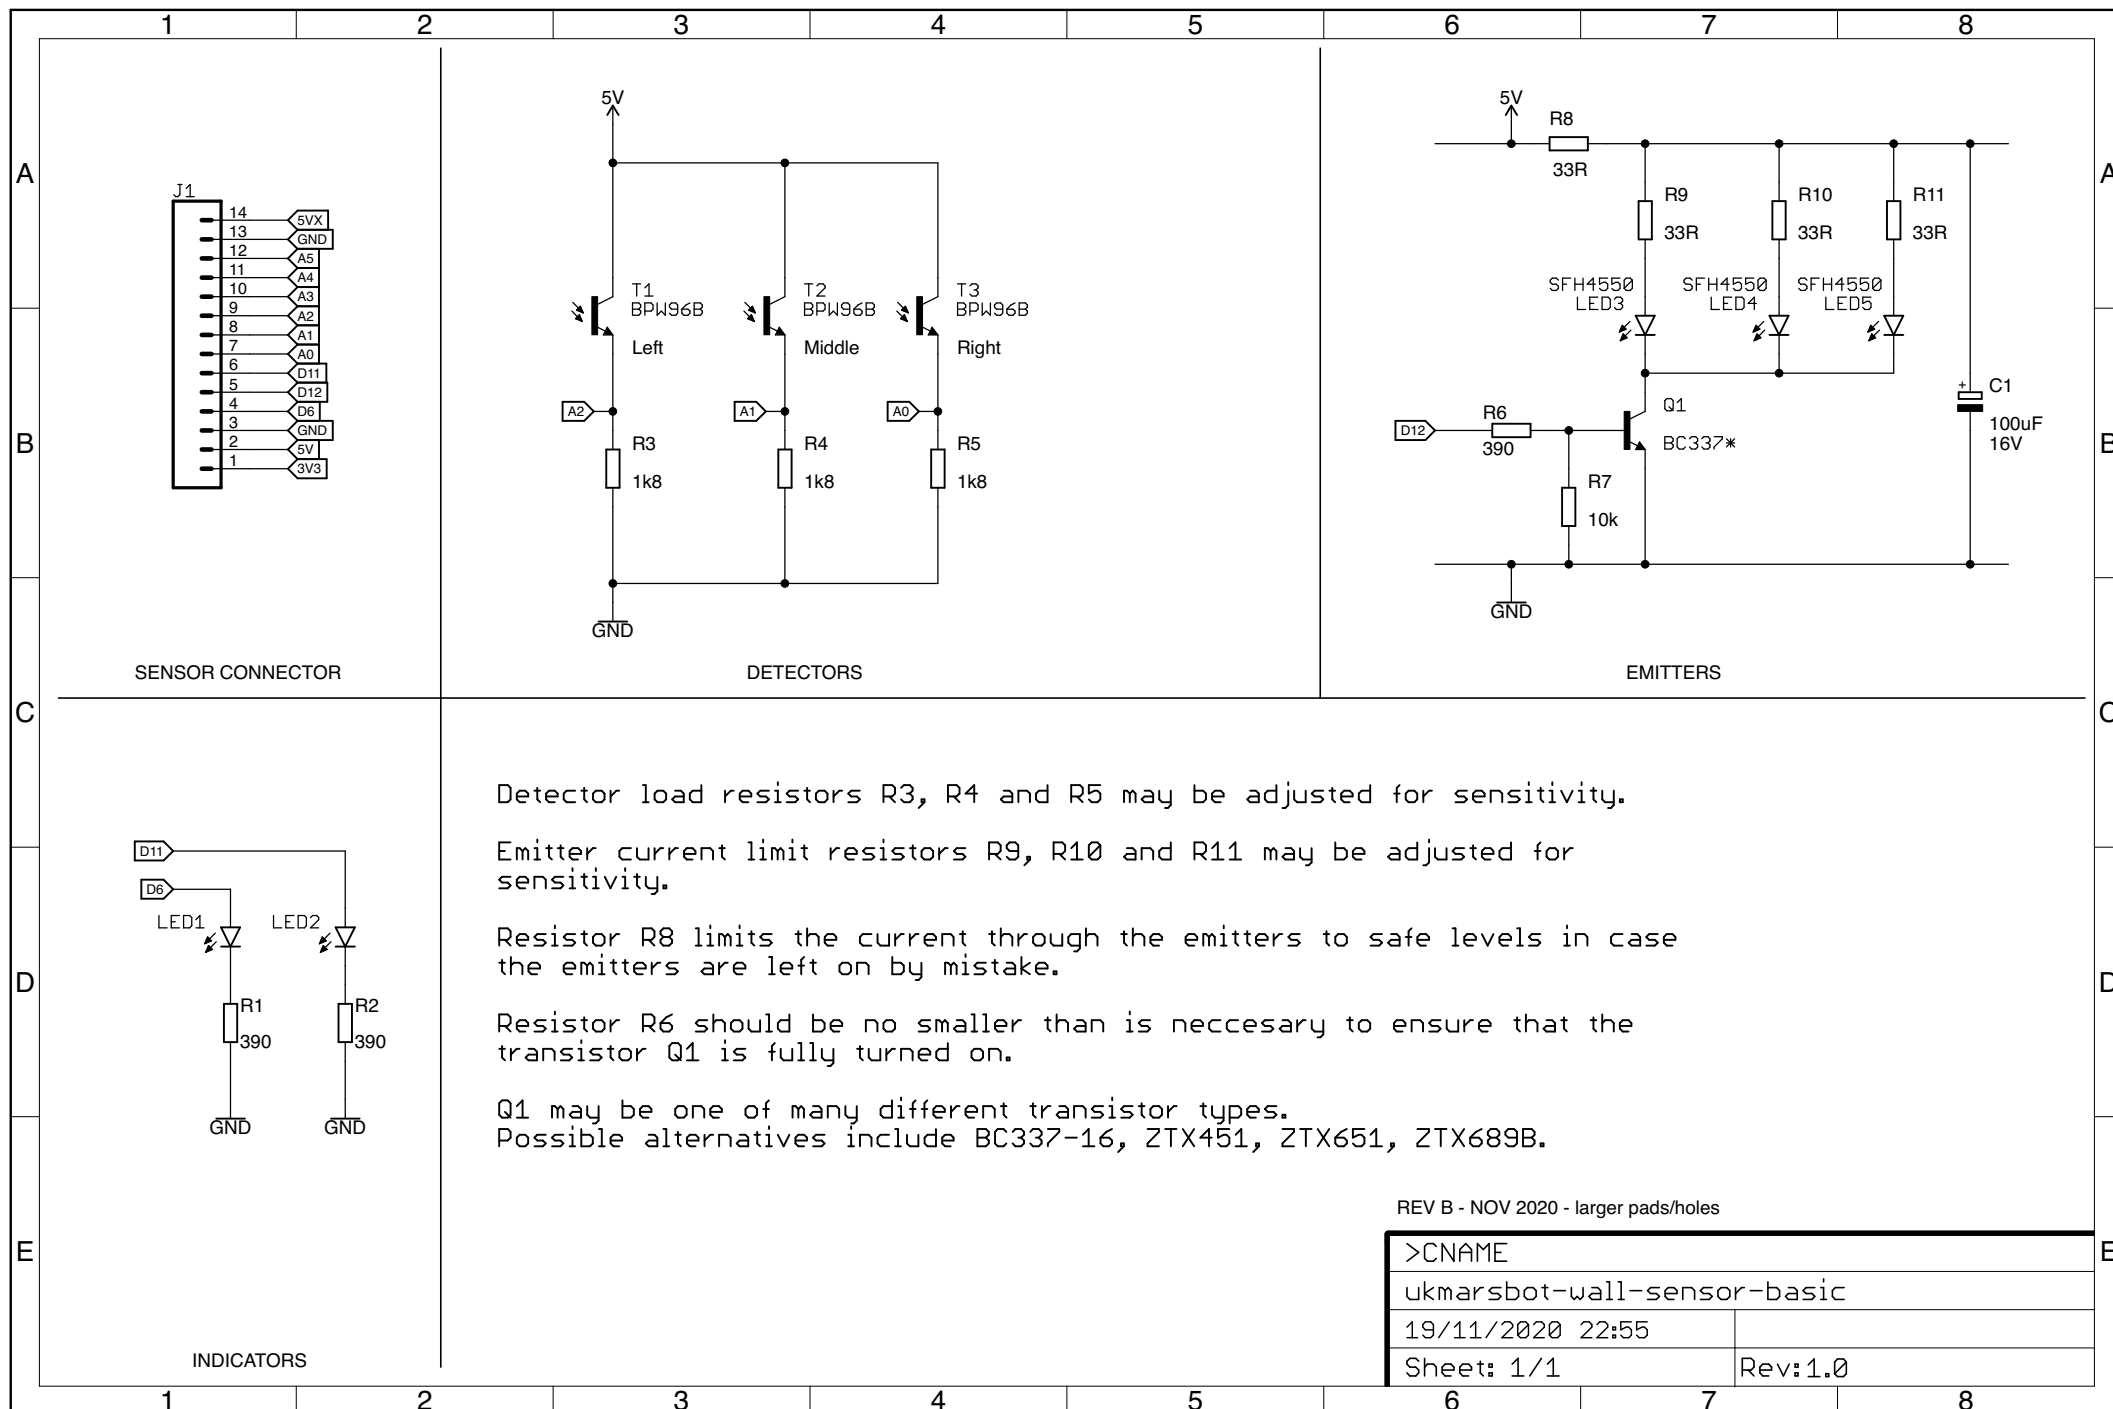 1 2 3 4 5 6 7 8
A
B
C
D
E
J1
14 5VX
13 GND
12 A5
11 A4
10 A3
9 A2
8 A1
7 A0
6 D11
5 D12
4 D6
3 GND
2 5V
1 3V3
SENSOR CONNECTOR
5V
T1
BPW96B
Left
T2
BPW96B
Middle
T3
BPW96B
Right
A2
A1
A0
R3
1k8
R4
1k8
R5
1k8
GND
DETECTORS
5V
R8
33R
R9
33R
R10
33R
R11
33R
SFH4550
LED3
SFH4550
LED4
SFH4550
LED5
D12
R6
390
Q1
BC337*
R7
10k
+
C1
100uF
16V
GND
EMITTERS
A
B
C
D
E
D11
D6
LED1
LED2
R1
390
R2
390
GND
GND
INDICATORS
Detector load resistors R3, R4 and R5 may be adjusted for sensitivity.
Emitter current limit resistors R9, R10 and R11 may be adjusted for
sensitivity.
Resistor R8 limits the current through the emitters to safe levels in case
the emitters are left on by mistake.
Resistor R6 should be no smaller than is neccesary to ensure that the
transistor Q1 is fully turned on.
Q1 may be one of many different transistor types.
Possible alternatives include BC337-16, ZTX451, ZTX651, ZTX689B.
REV B - NOV 2020 - larger pads/holes
>CNAME
ukmarsbot-wall-sensor-basic
19/11/2020 22:55
Sheet: 1/1 Rev:1.0
1 2 3 4 5 6 7 8